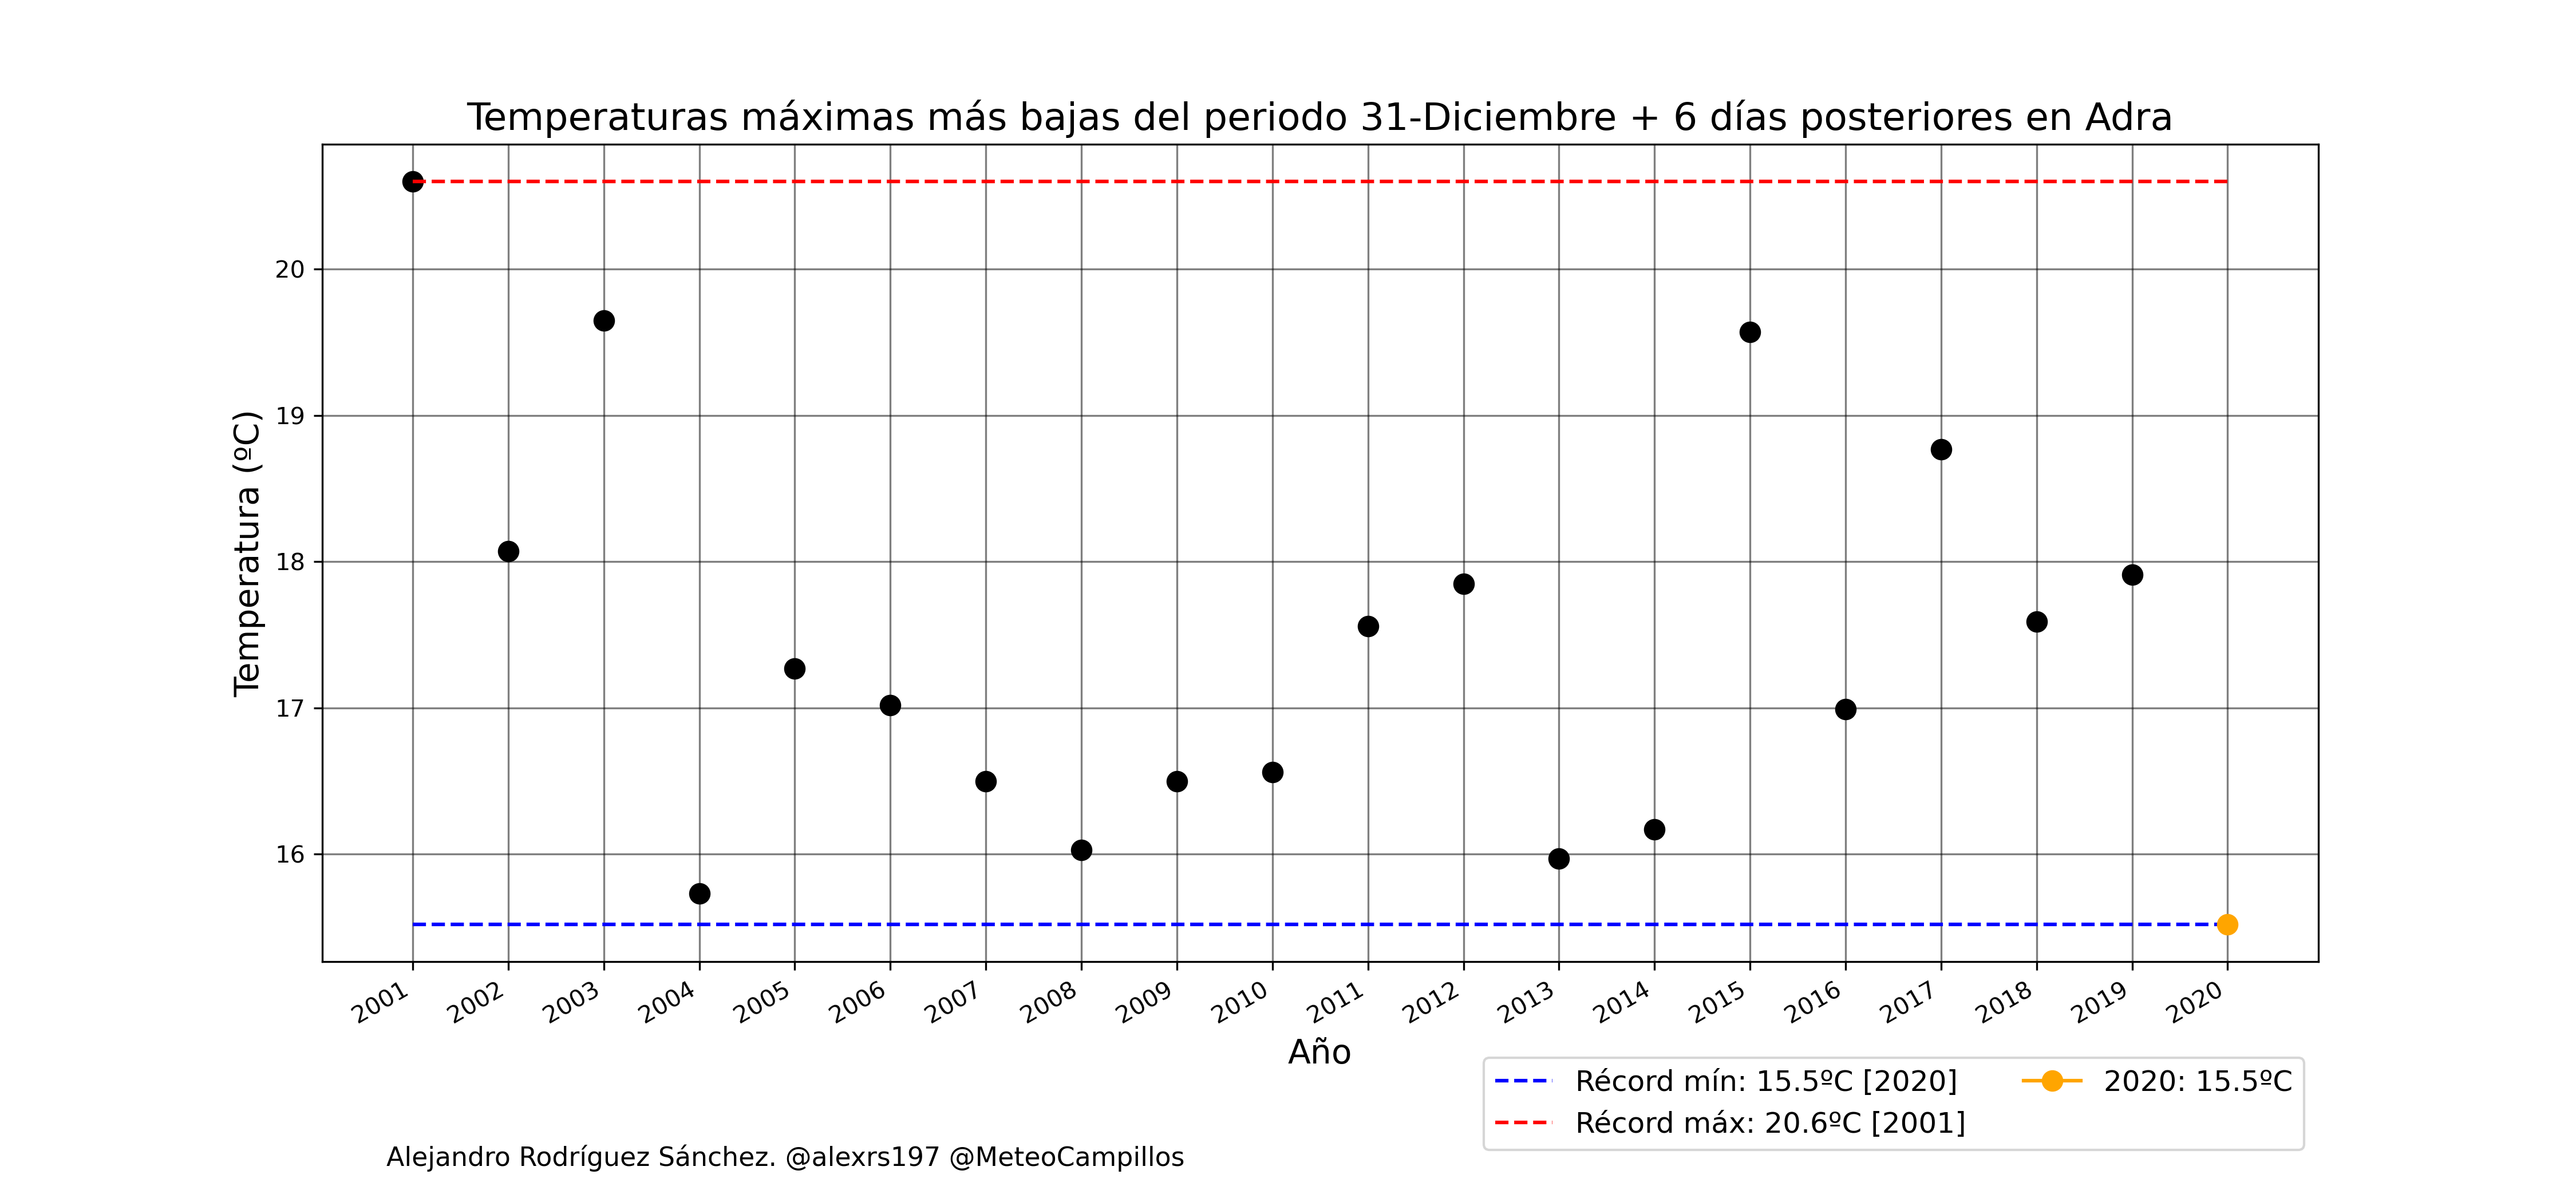 Temperaturas máximas más bajas del periodo 31-Diciembre + 6 días posteriores en Adra
Temperatura (ºC)
20
19
18
17
16
2001 2002 2003 2004 2005 2006 2007 2008 2009 2010 2011 2012 2013 2014 2015 2016 2017 2018 2019 2020
Año
Récord mín: 15.5ºC [2020]
Récord máx: 20.6ºC [2001]
2020: 15.5ºC
Alejandro Rodríguez Sánchez. @alexrs197 @MeteoCampillos